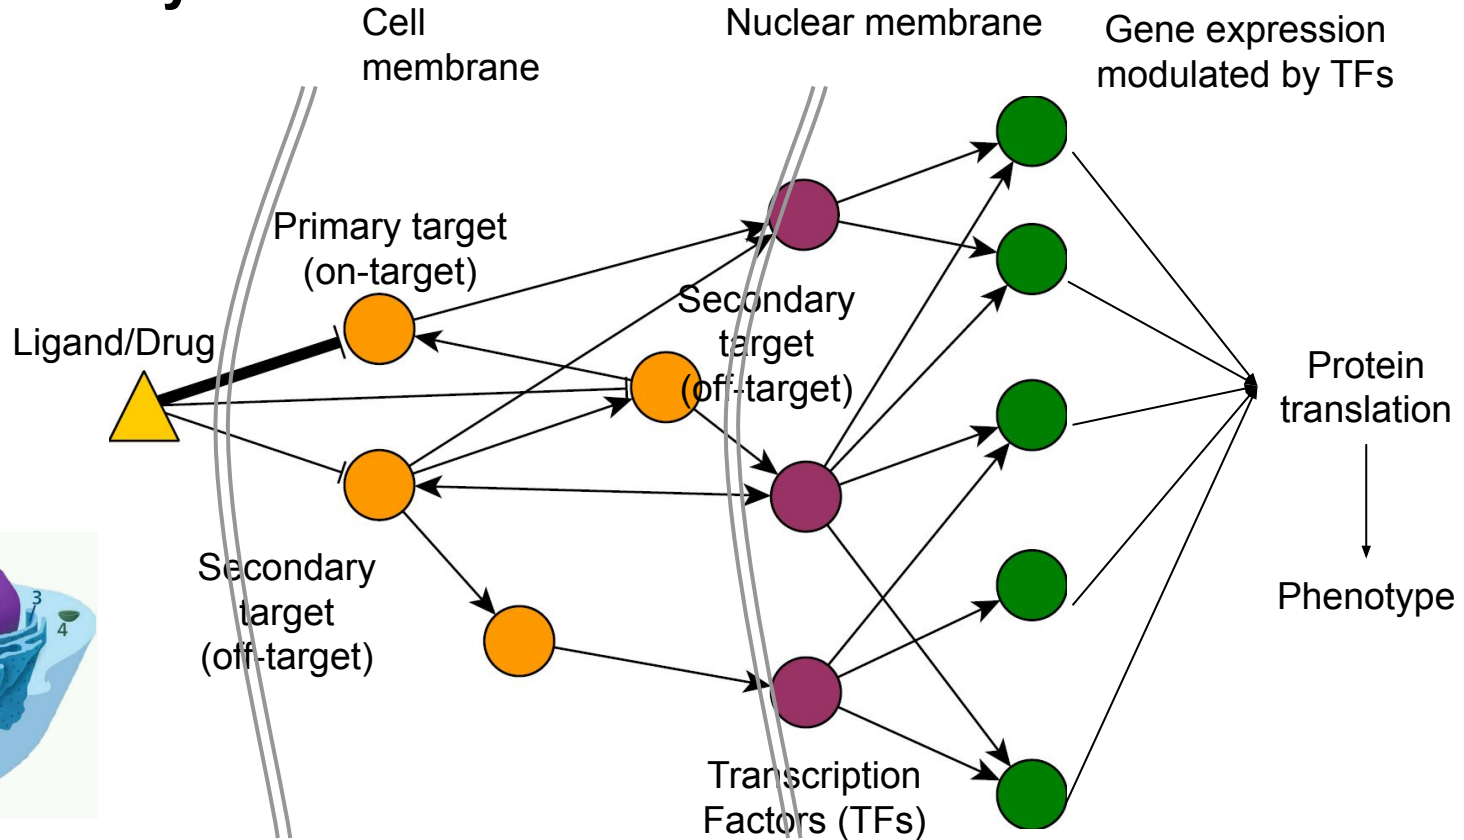 Cell
membrane
Nuclear membrane
Gene expression
modulated by TFs
Primary target
(on-target)
Ligand/Drug
Secondary
target
(off-target)
Protein
translation
Secondary
target
(off-target)
Phenotype
3
4
Transcription
Factors (TFs)